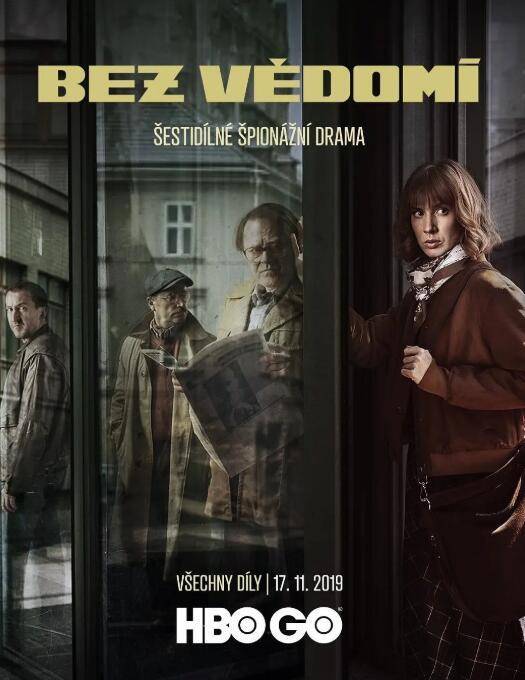 BEZ VĚDOMÍ
ŠESTIDÍLNÉ ŠPIONÁŽNÍ DRAMA
VŠECHNY DÍLY | 17. 11. 2019
HBO GO